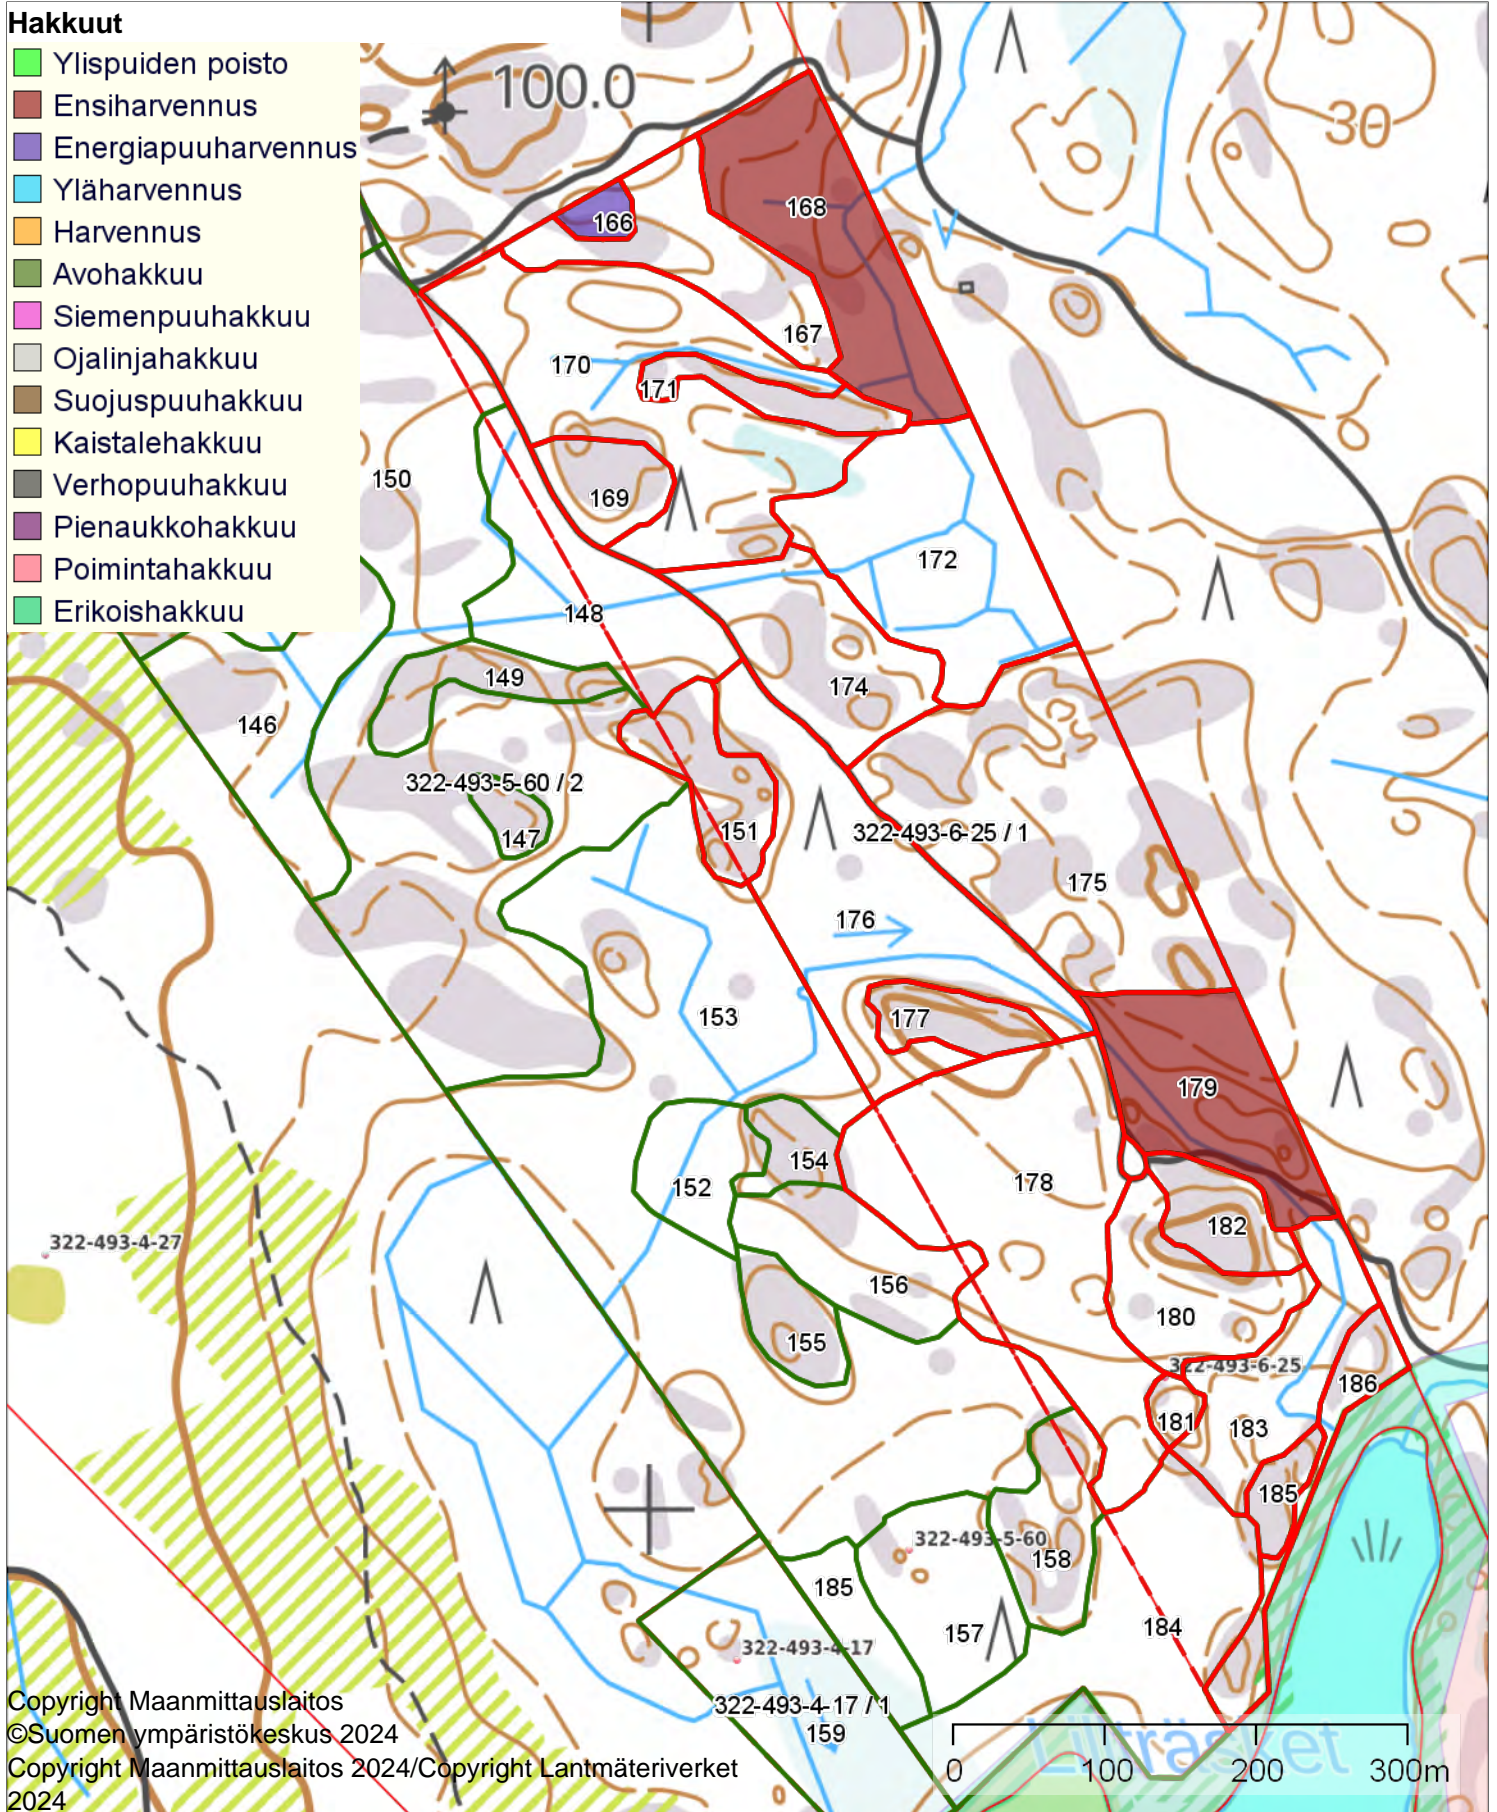 Hakkuut
Ylispuiden poisto
Ensiharvennus
Energiapuuharvennus
Yläharvennus
Harvennus
Avohakkuu
Siemenpuuhakkuu
Ojalinjahakkuu
Suojuspuuhakkuu
Kaistalehakkuu
Verhopuuhakkuu
Pienaukkohakkuu
Poimintahakkuu
Erikoishakkuu
100.0
30
168
166
167
170
171
150
169
172
148
149
174
146
322-493-5-60 / 2
147
151
322-493-6-25 / 1
175
176
153
177
179
154
152
178
322-493-4-27
182
156
180
155
322-493-6-25
186
181
183
185
322-493-5-60
158
185
184
157
322-493-4-17
322-493-4-17 / 1
159
Lillträsket
Copyright Maanmittauslaitos
©Suomen ympäristökeskus 2024
Copyright Maanmittauslaitos 2024/Copyright Lantmäteriverket
2024
0 100 200 300m